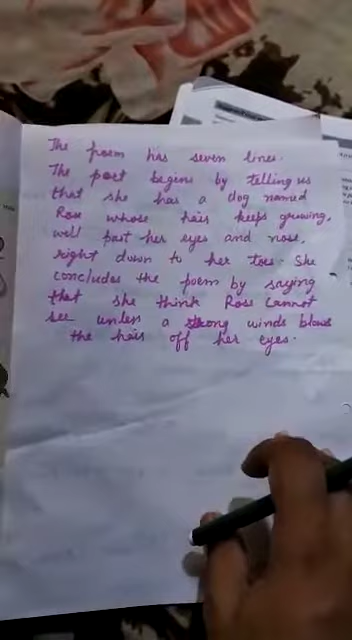 The poem has seven lines.
The poet begins by telling us
that she has a dog named
Rose whose hair keeps growing,
well past her eyes and nose,
right down to her toes. She
concludes the poem by saying
that she think Rose cannot
see unless a strong winds blows
the hair off her eyes.